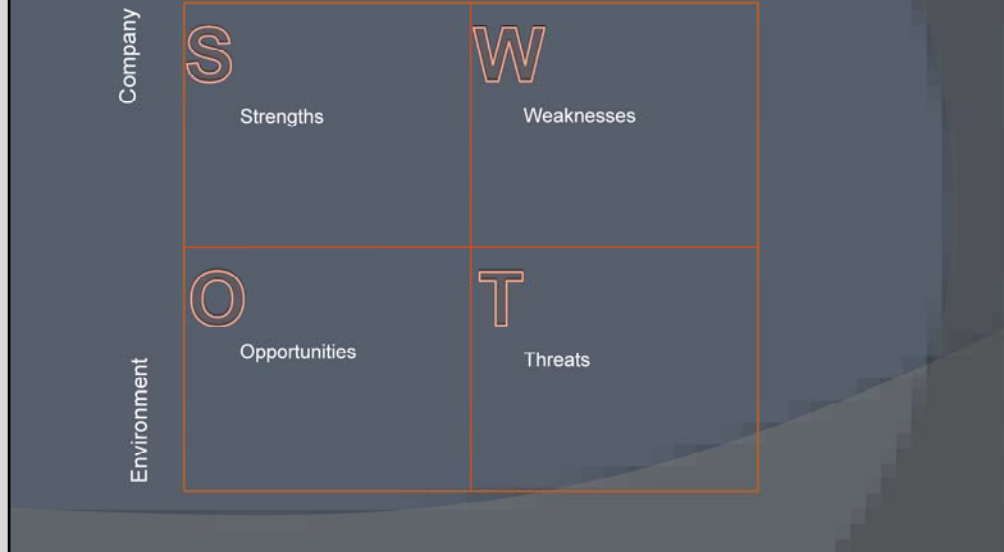 Company
S
W
Strengths
Weaknesses
O
T
Opportunities
Threats
Environment